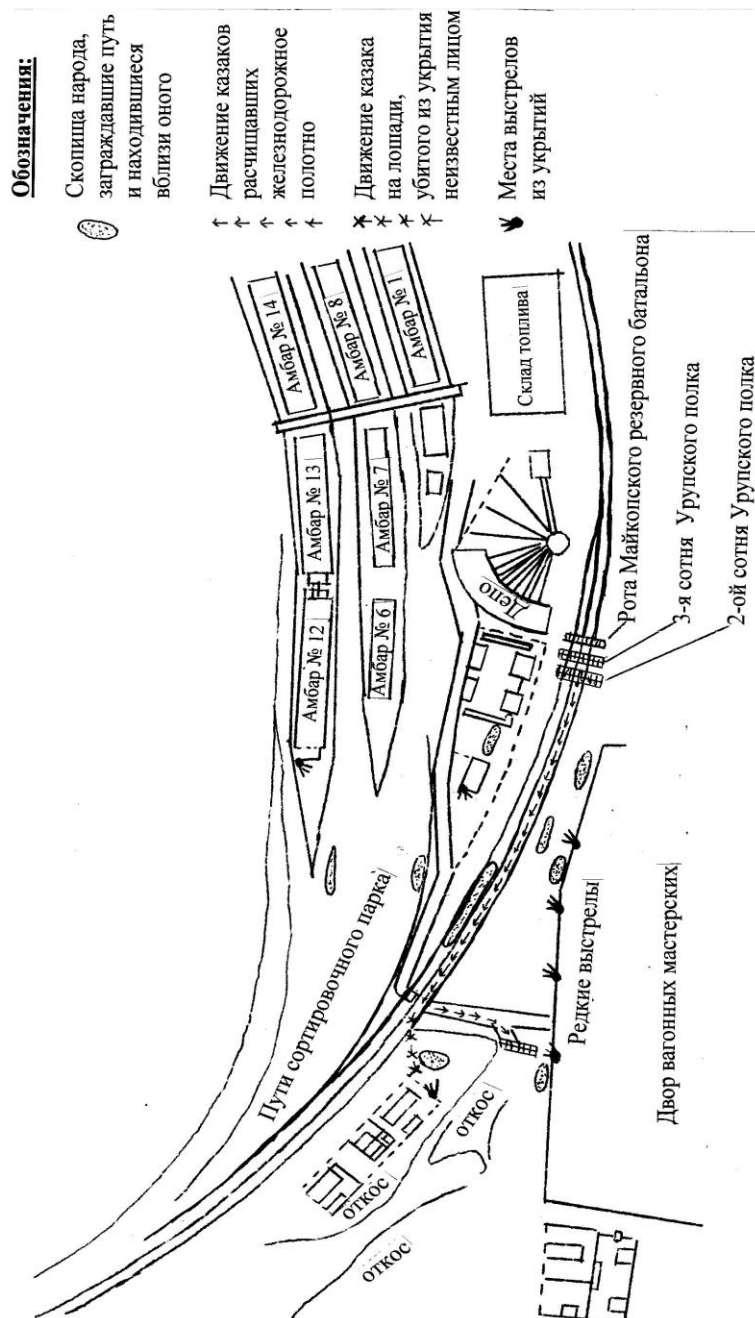 Обозначения:
Скопища народа,
заграждавшие путь
и находившиеся
вблизи оного
Движение казаков
расчищавших
железнодорожное
полотно
Движение казака
на лошади,
убитого из укрытия
неизвестным лицом
Места выстрелов
из укрытий
Амбар № 14
Амбар № 8
Амбар № 1
Склад топлива
Амбар № 13
Амбар № 7
Амбар № 12
Амбар № 6
Депо
Рота Майкопского резервного батальона
3-я сотня Урупского полка
2-ой сотня Урупского полка
Пути сортировочного парка
Редкие выстрелы
Двор вагонных мастерских
откос
откос
откос